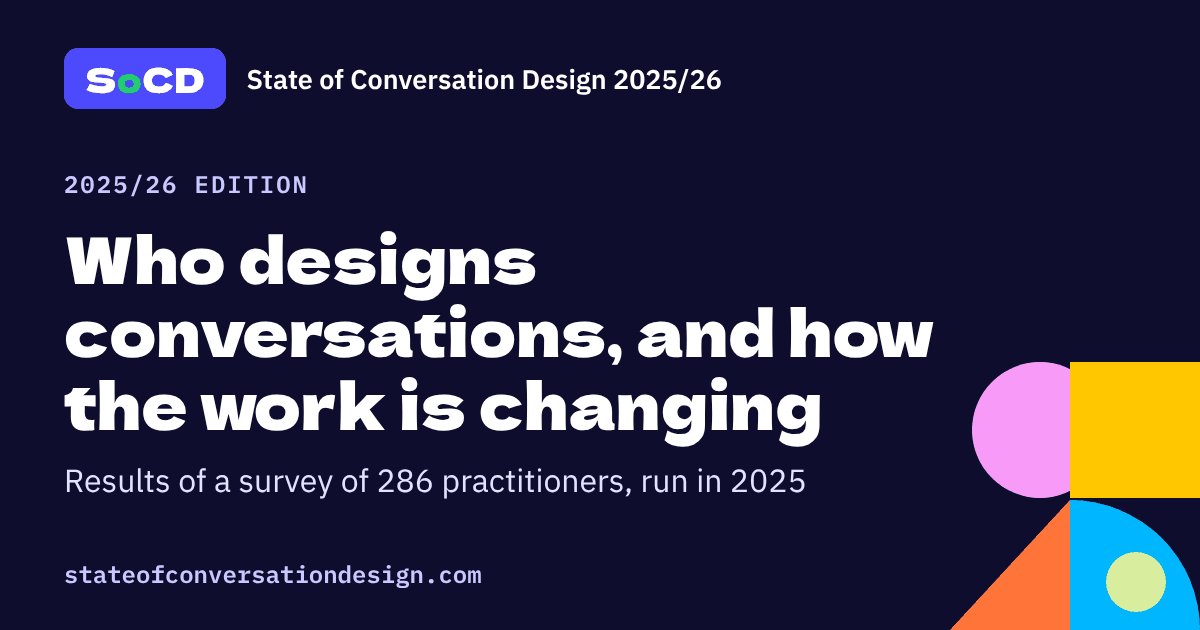 SoCD State of Conversation Design 2025/26
2025/26 EDITION
Who designs
conversations, and how
the work is changing
Results of a survey of 286 practitioners, run in 2025
stateofconversationdesign.com